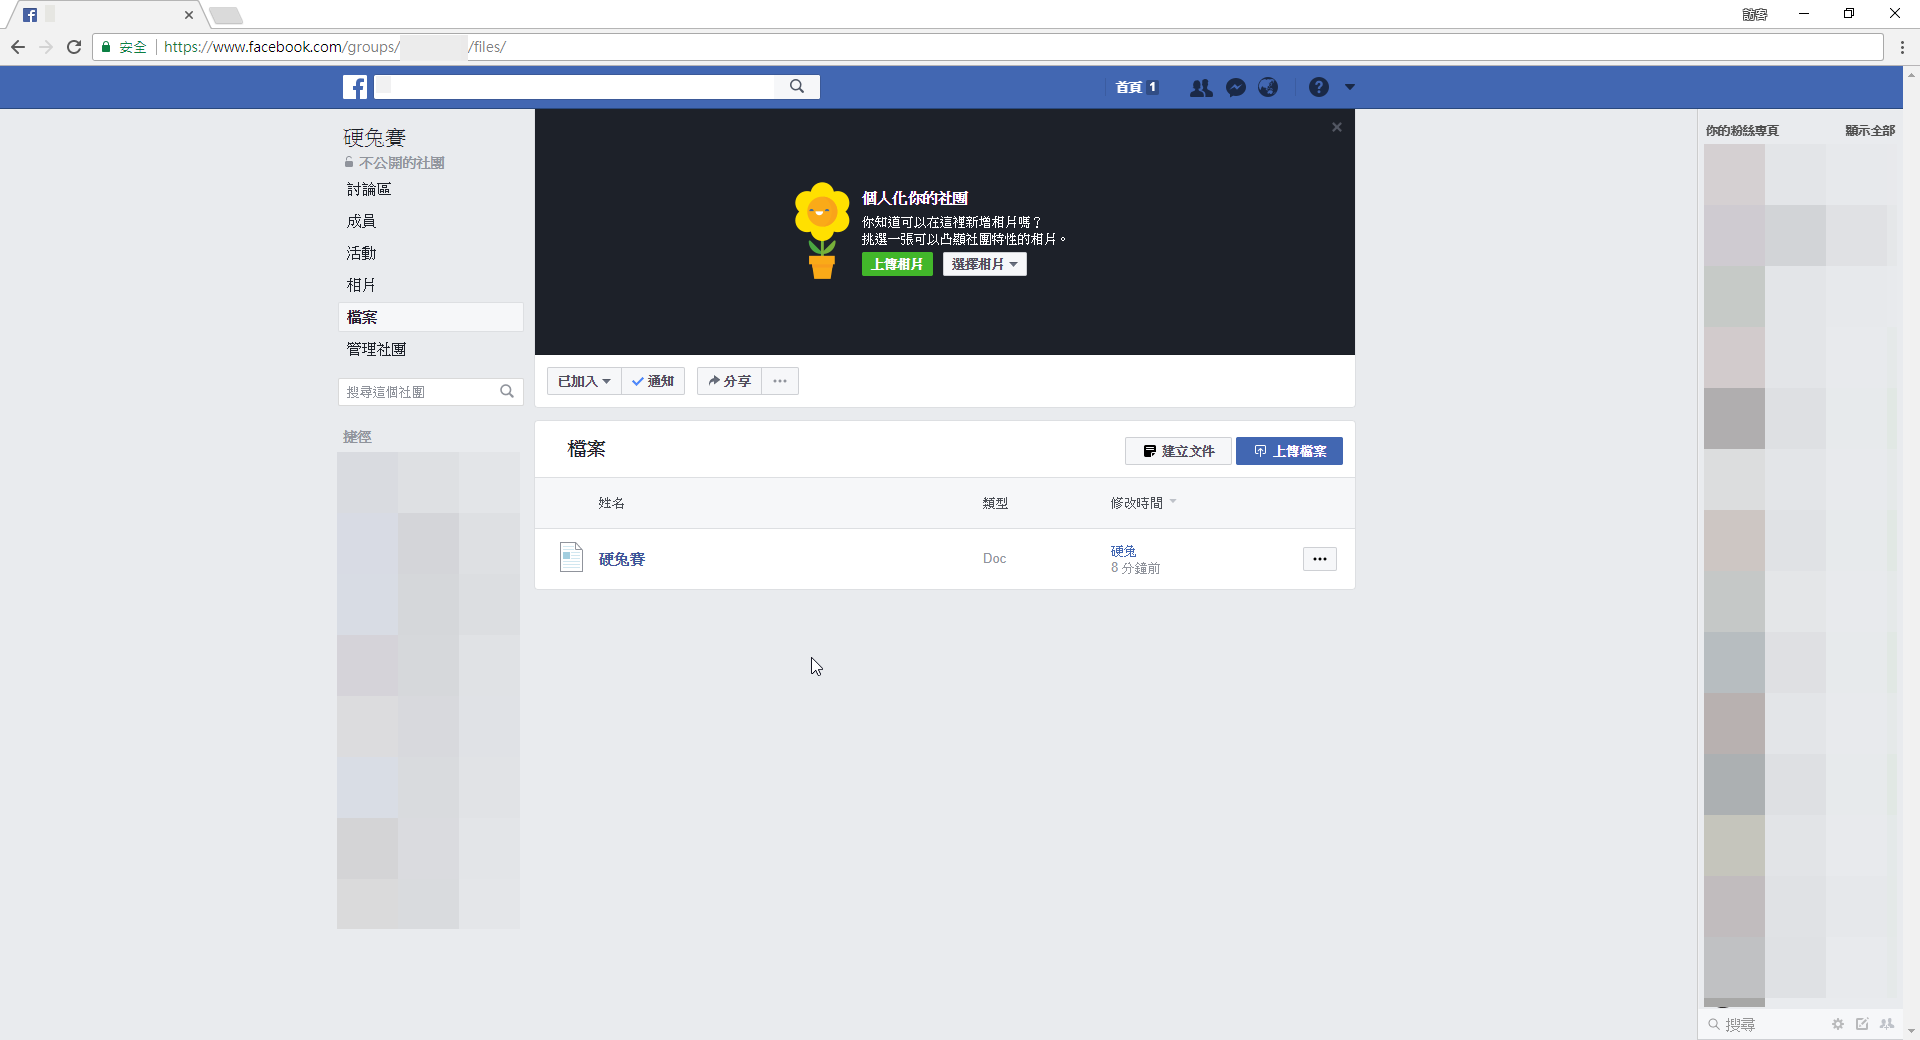 訪客
安全 https://www.facebook.com/groups/ /files/
首頁 1
硬兔賽
不公開的社團
討論區
成員
活動
相片
檔案
管理社團
搜尋這個社團
捷徑
個人化你的社團
你知道可以在這裡新增相片嗎？
挑選一張可以凸顯社團特性的相片。
上傳相片 選擇相片
已加入 通知 分享
檔案 建立文件 上傳檔案
姓名 類型 修改時間
硬兔賽 Doc 硬兔
8 分鐘前
你的粉絲專頁 顯示全部
搜尋